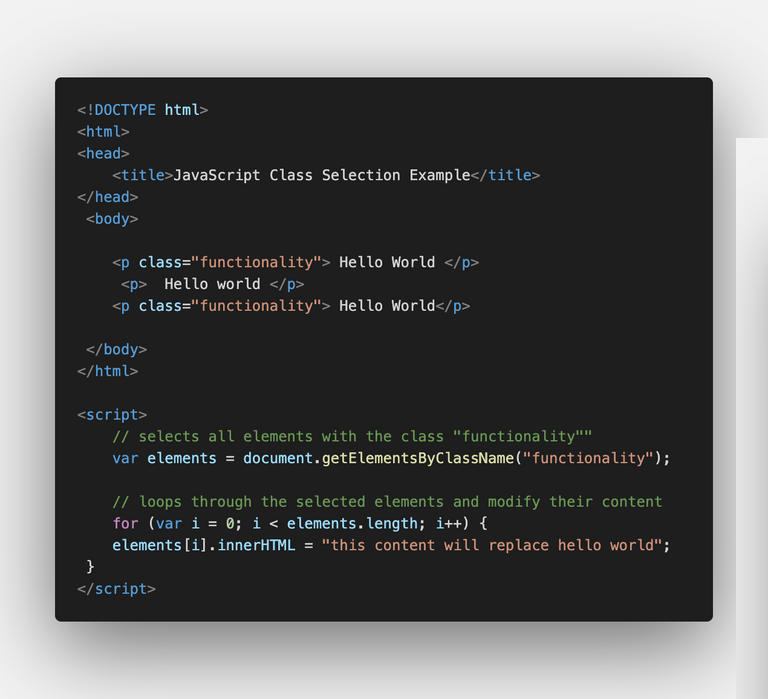 <!DOCTYPE html>
<html>
<head>
    <title>JavaScript Class Selection Example</title>
</head>
 <body>

    <p class="functionality"> Hello World </p>
     <p>  Hello world </p>
    <p class="functionality"> Hello World</p>

 </body>
</html>

<script>
    // selects all elements with the class "functionality""
    var elements = document.getElementsByClassName("functionality");

    // loops through the selected elements and modify their content
    for (var i = 0; i < elements.length; i++) {
    elements[i].innerHTML = "this content will replace hello world";
 }
</script>